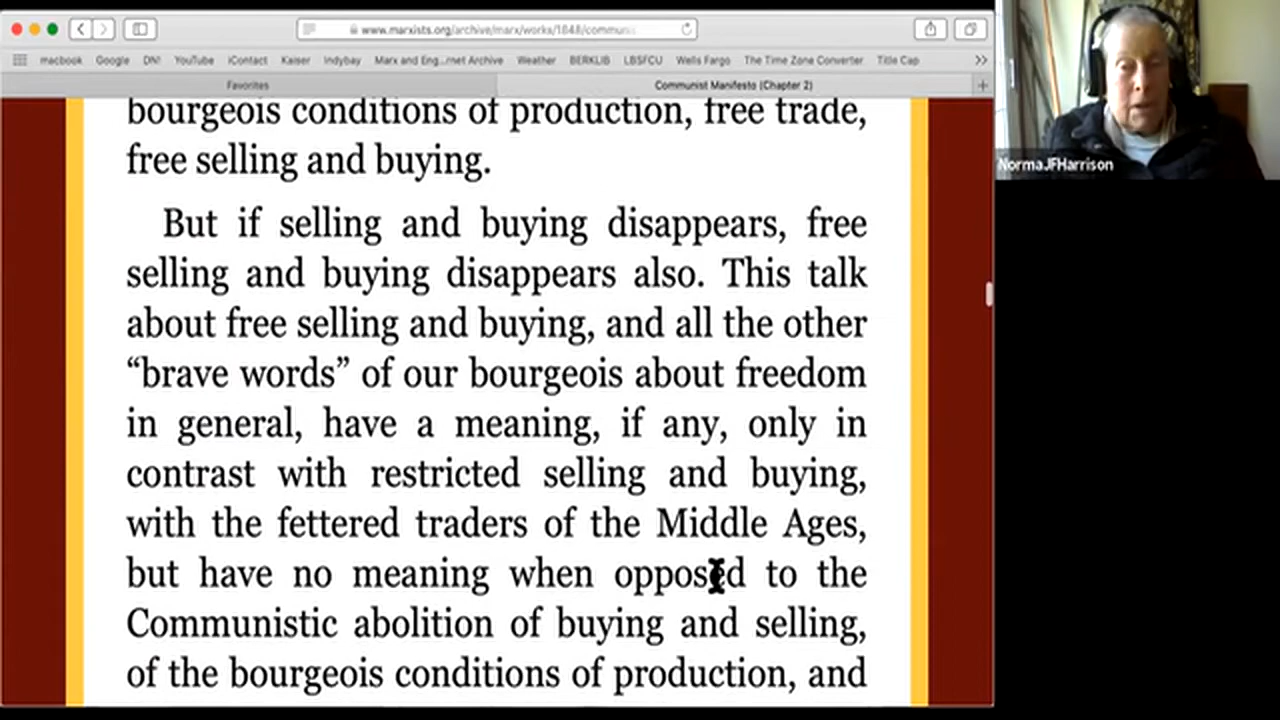 www.marxists.org/archive/marx/works/1848/communis
macbook Google DN! YouTube iContact Kaiser Indybay Marx and Eng...rnet Archive Weather BERKLIB LBSFCU Wells Fargo The Time Zone Converter Title Cap
Favorites Communist Manifesto (Chapter 2)
bourgeois conditions of production, free trade,
free selling and buying.
But if selling and buying disappears, free
selling and buying disappears also. This talk
about free selling and buying, and all the other
“brave words” of our bourgeois about freedom
in general, have a meaning, if any, only in
contrast with restricted selling and buying,
with the fettered traders of the Middle Ages,
but have no meaning when opposed to the
Communistic abolition of buying and selling,
of the bourgeois conditions of production, and
NormaJFHarrison